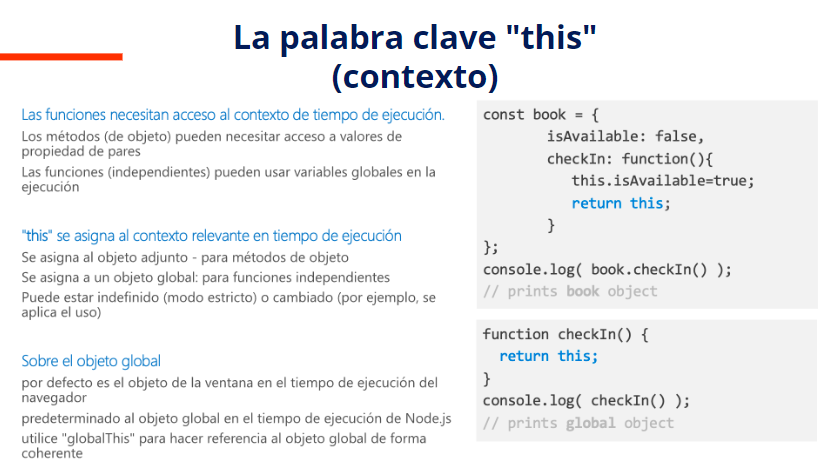 La palabra clave "this"
(contexto)
Las funciones necesitan acceso al contexto de tiempo de ejecución.
Los métodos (de objeto) pueden necesitar acceso a valores de
propiedad de pares
Las funciones (independientes) pueden usar variables globales en la
ejecución
"this" se asigna al contexto relevante en tiempo de ejecución
Se asigna al objeto adjunto - para métodos de objeto
Se asigna a un objeto global: para funciones independientes
Puede estar indefinido (modo estricto) o cambiado (por ejemplo, se
aplica el uso)
Sobre el objeto global
por defecto es el objeto de la ventana en el tiempo de ejecución del
navegador
predeterminado al objeto global en el tiempo de ejecución de Node.js
utilice "globalThis" para hacer referencia al objeto global de forma
coherente
const book = {
isAvailable: false,
checkIn: function(){
this.isAvailable=true;
return this;
}
};
console.log( book.checkIn() );
// prints book object
function checkIn() {
return this;
}
console.log( checkIn() );
// prints global object